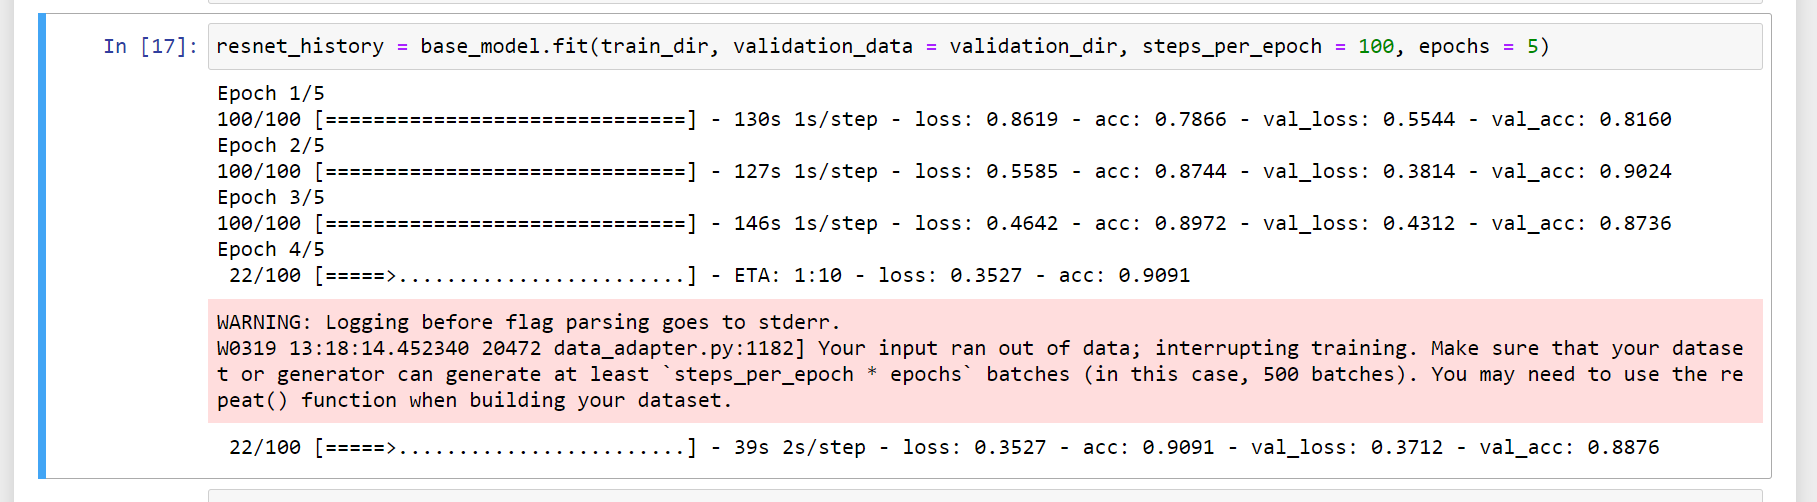 In [17]: resnet_history = base_model.fit(train_dir, validation_data = validation_dir, steps_per_epoch = 100, epochs = 5)
Epoch 1/5
100/100 [==============================] - 130s 1s/step - loss: 0.8619 - acc: 0.7866 - val_loss: 0.5544 - val_acc: 0.8160
Epoch 2/5
100/100 [==============================] - 127s 1s/step - loss: 0.5585 - acc: 0.8744 - val_loss: 0.3814 - val_acc: 0.9024
Epoch 3/5
100/100 [==============================] - 146s 1s/step - loss: 0.4642 - acc: 0.8972 - val_loss: 0.4312 - val_acc: 0.8736
Epoch 4/5
22/100 [=====>........................] - ETA: 1:10 - loss: 0.3527 - acc: 0.9091
WARNING: Logging before flag parsing goes to stderr.
W0319 13:18:14.452340 20472 data_adapter.py:1182] Your input ran out of data; interrupting training. Make sure that your datase
t or generator can generate at least `steps_per_epoch * epochs` batches (in this case, 500 batches). You may need to use the re
peat() function when building your dataset.
22/100 [=====>........................] - 39s 2s/step - loss: 0.3527 - acc: 0.9091 - val_loss: 0.3712 - val_acc: 0.8876